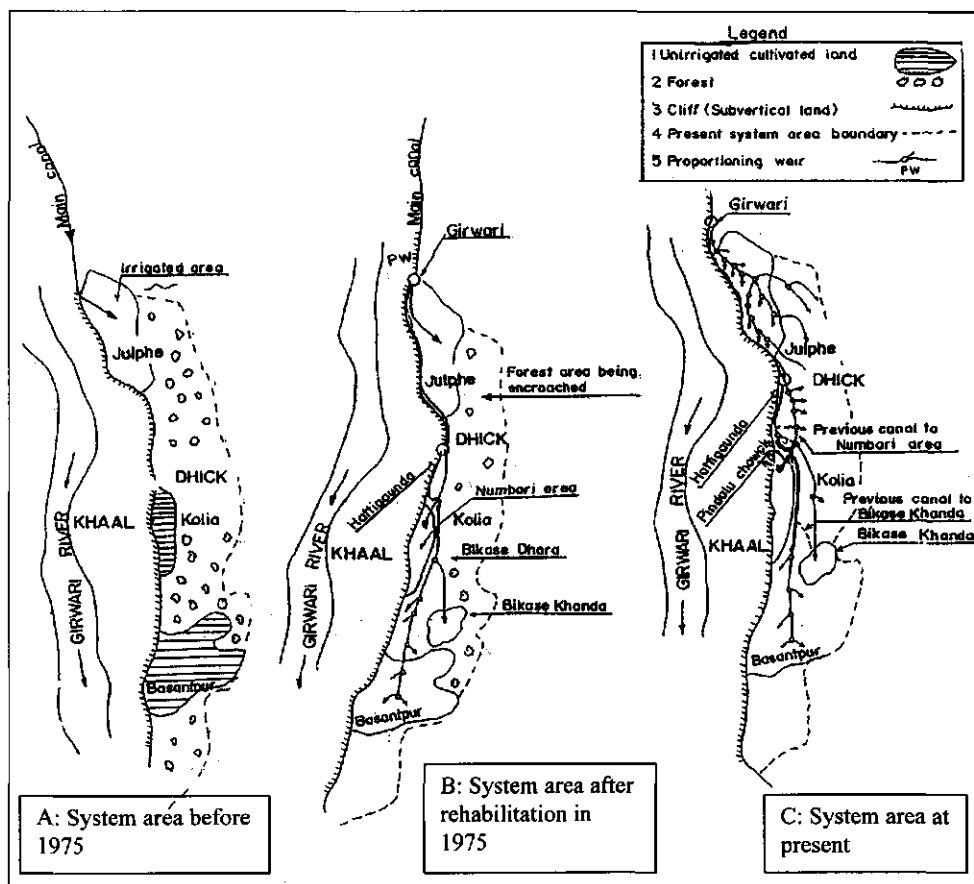 Legend
1 Unirrigated cultivated land
2 Forest
3 Cliff (Subvertical land)
4 Present system area boundary
5 Proportioning weir
PW
Main canal
Irrigated area
Julphe
DHICK
KHAAL
Kolia
GIRWARI RIVER
Basantpur
A: System area before
1975
Main canal
Girwari
PW
Julphe
Forest area being
encroached
DHICK
Hattigaunda
Numbari area
Kolia
KHAAL
GIRWARI RIVER
Bikase Dhara
Bikase Khanda
Basantpur
B: System area after
rehabilitation in
1975
Girwari
Julphe
DHICK
Hattigaunda
Pindalu chowk
Previous canal to
Numbari area
Kolia
Previous canal to
Bikase Khanda
Bikase Khanda
KHAAL
GIRWARI RIVER
Basantpur
C: System area at
present